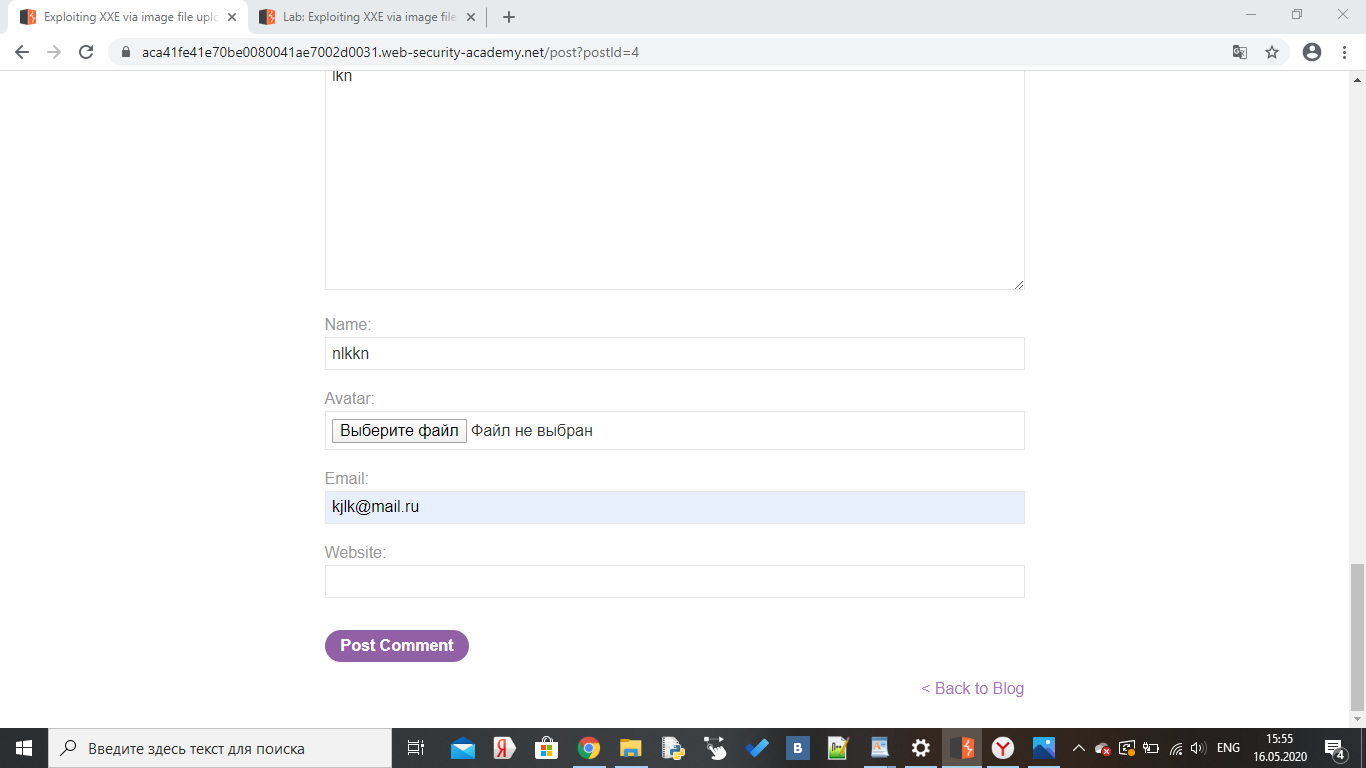 Exploiting XXE via image file uplo
Lab: Exploiting XXE via image file
aca41fe41e70be0080041ae7002d0031.web-security-academy.net/post?postId=4
lkn
Name:
nlkkn
Avatar:
Выберите файл Файл не выбран
Email:
kjlk@mail.ru
Website:
Post Comment
< Back to Blog
Введите здесь текст для поиска
Я
B
Y
ENG
15:55
16.05.2020
4